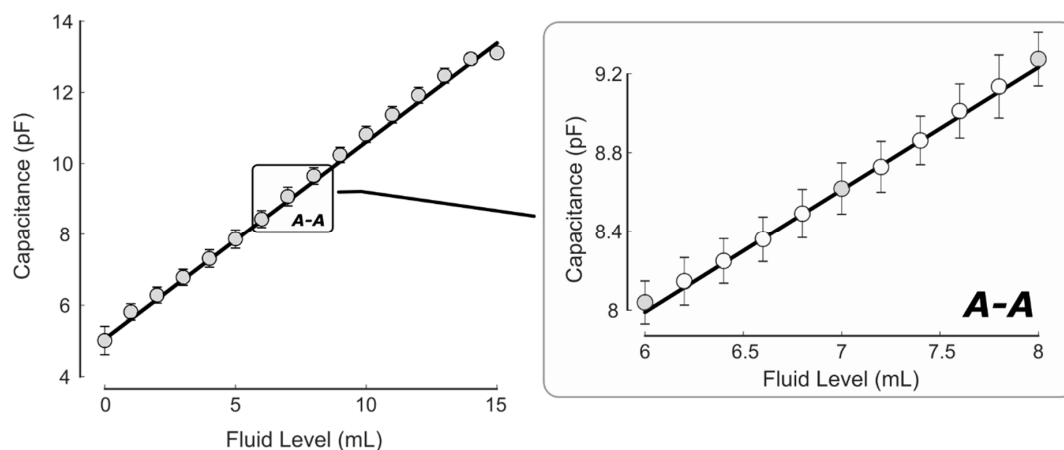 14
12
10
8
6
4
Capacitance (pF)
A-A
0 5 10 15
Fluid Level (mL)
9.2
8.8
8.4
8
Capacitance (pF)
A-A
6 6.5 7 7.5 8
Fluid Level (mL)